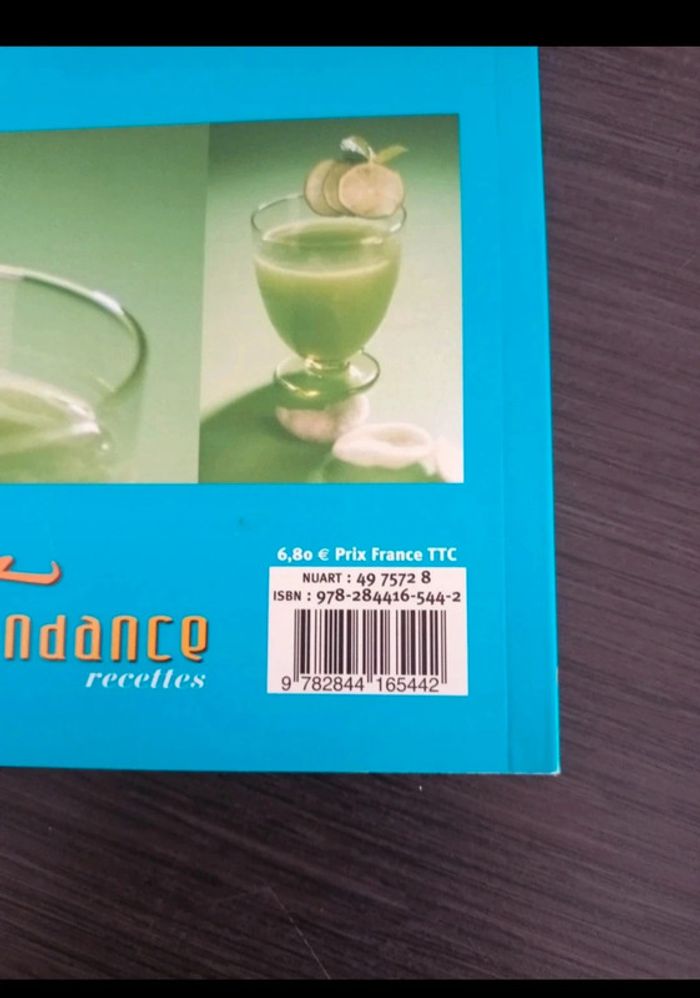 6,80 € Prix France TTC
NUART : 49 7572 8
ISBN : 978-284416-544-2
9 782844 165442
ndance
recettes